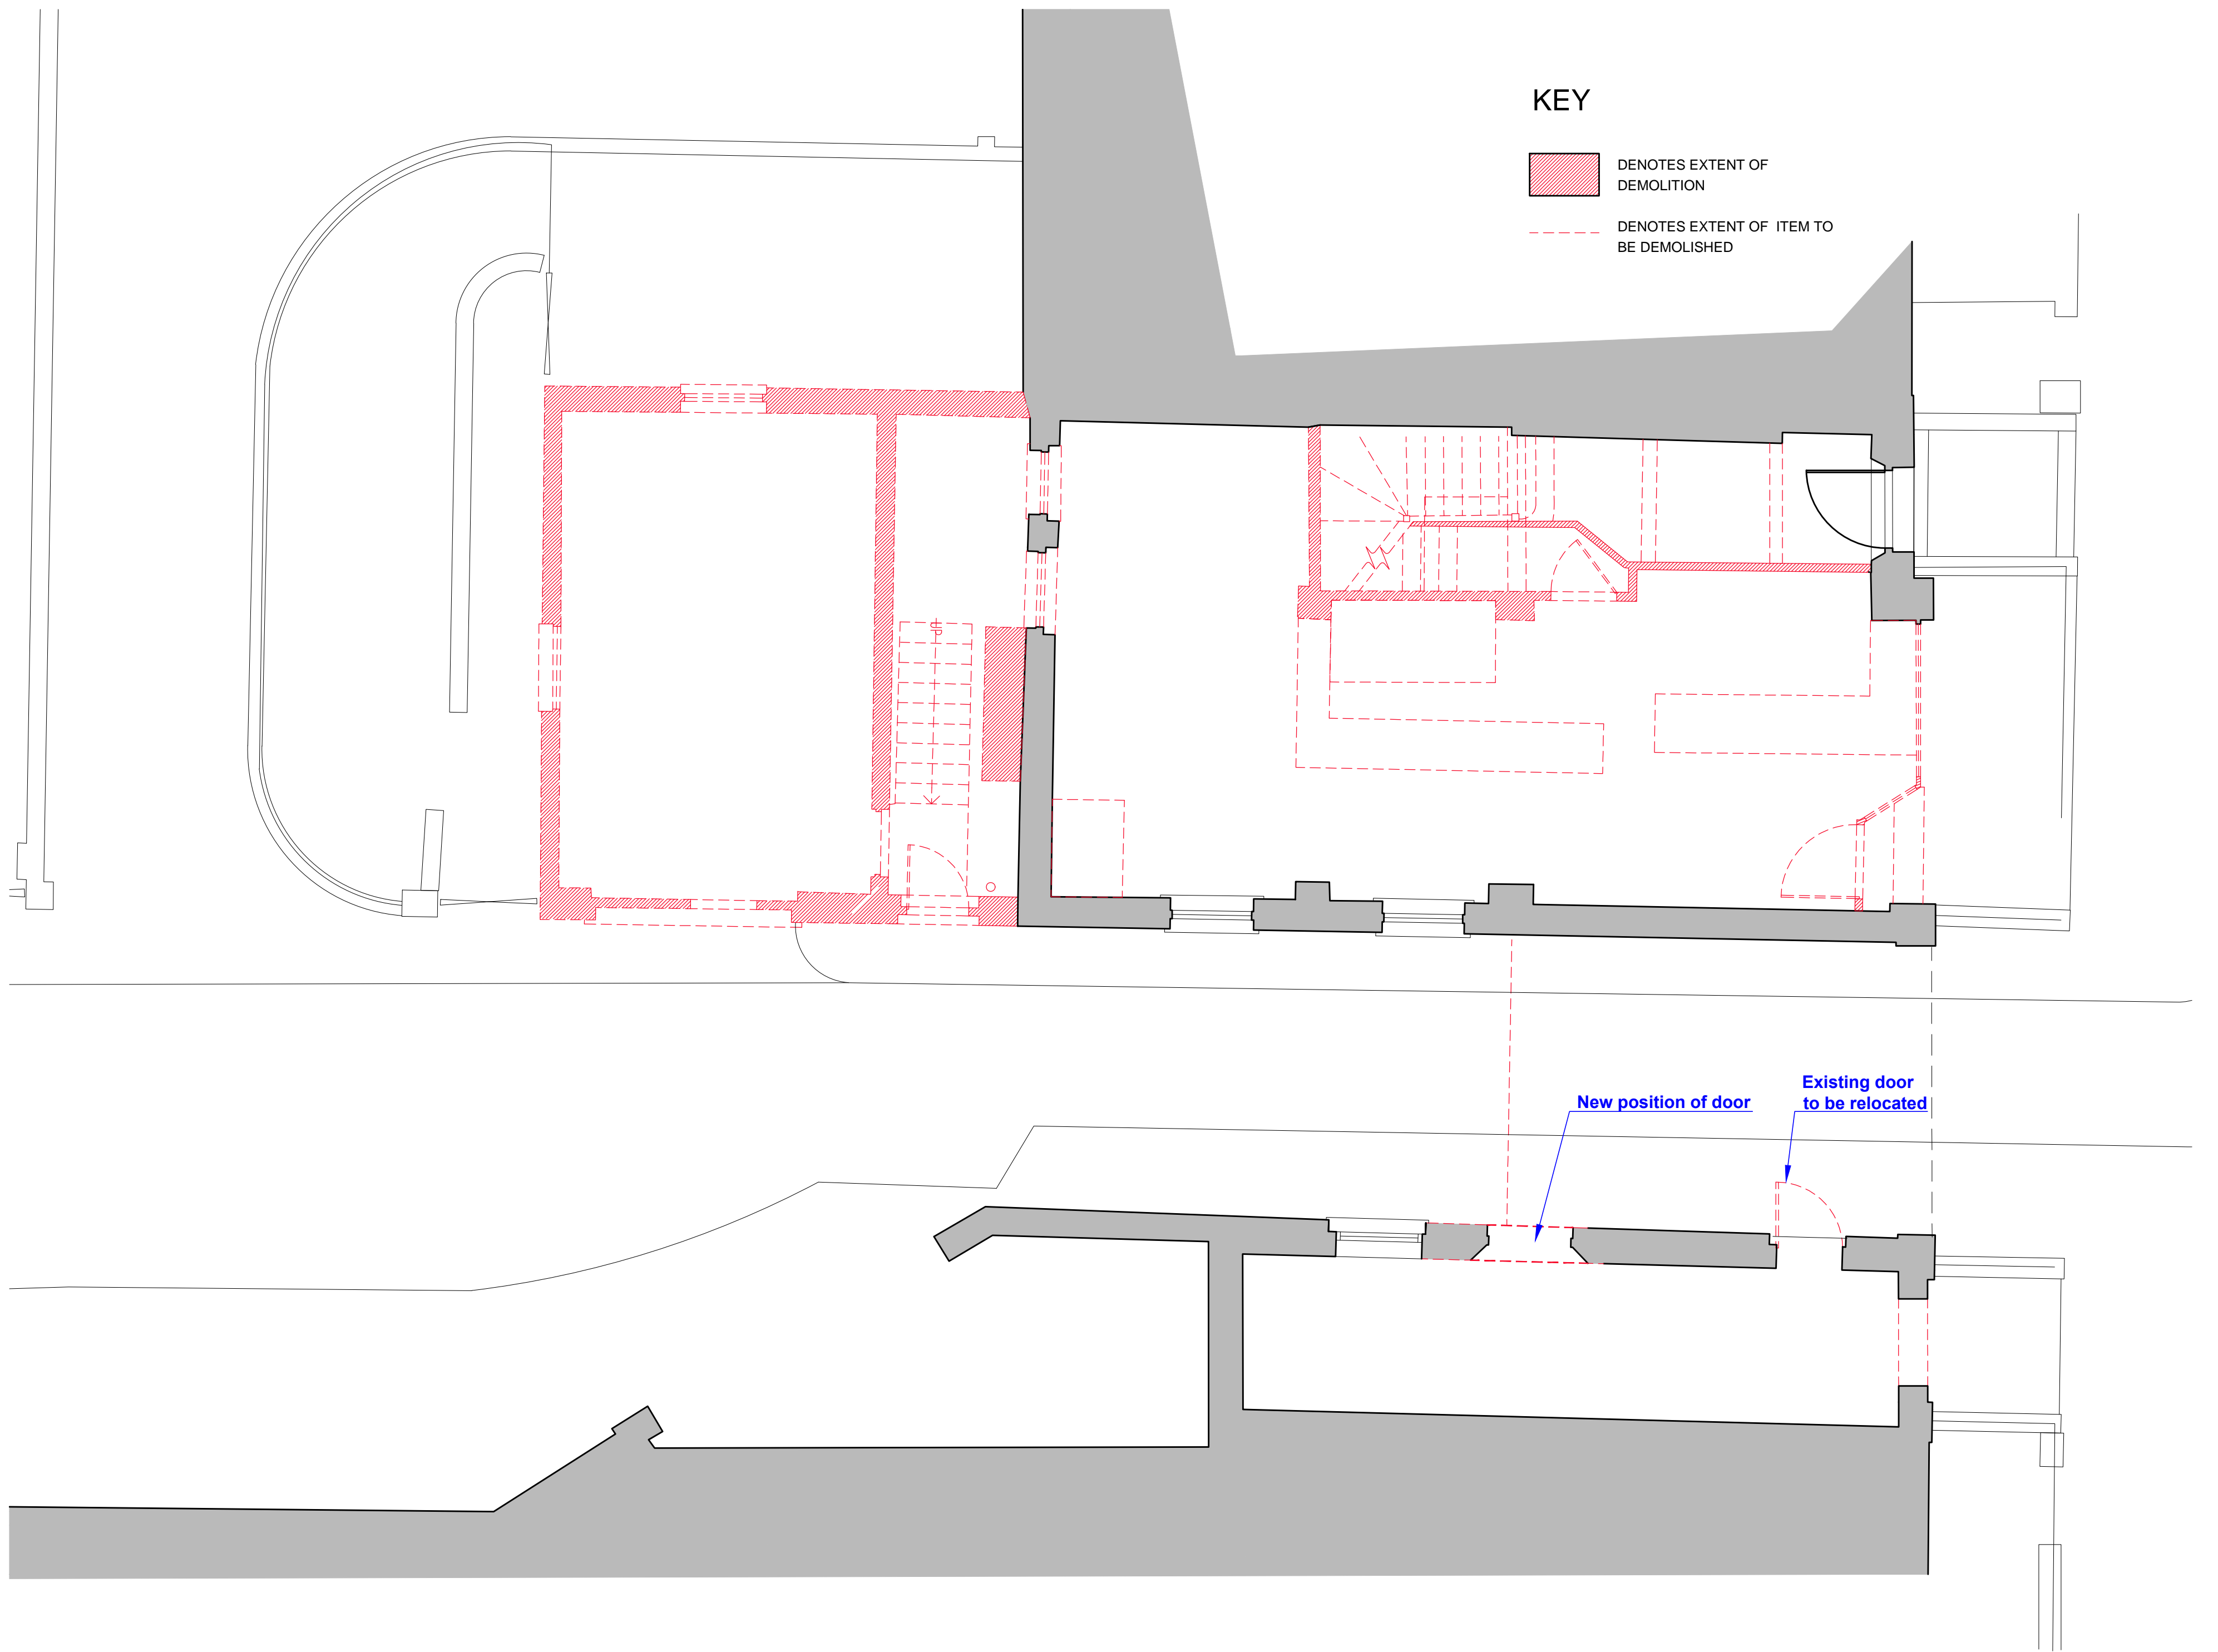 KEY
DENOTES EXTENT OF
DEMOLITION
DENOTES EXTENT OF ITEM TO
BE DEMOLISHED
UP
New position of door
Existing door
to be relocated